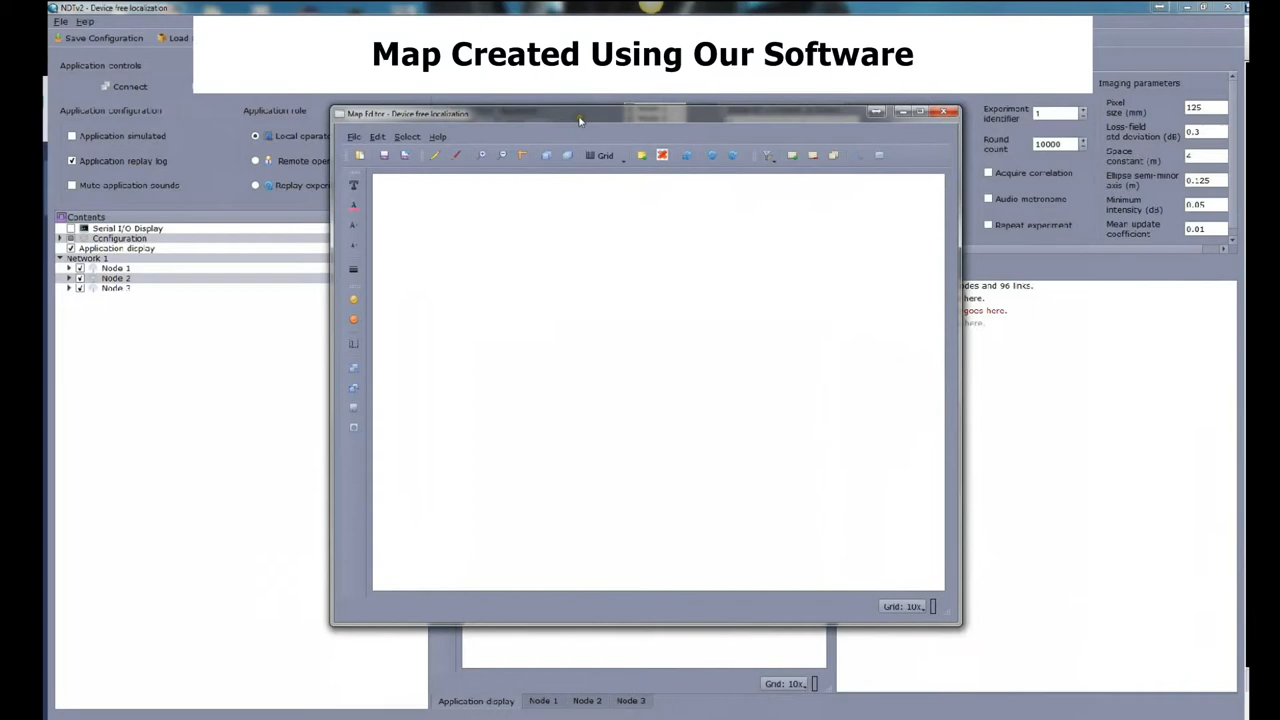 NDTv2 - Device free localization
File Help
Save Configuration Load
Map Created Using Our Software
Application controls
Connect
Application configuration
Application simulated
Application replay log
Mute application sounds
Application role
Local operato
Remote oper
Replay experi
Experiment identifier 1
Round count 10000
Acquire correlation
Audio metronome
Repeat experiment
Imaging parameters
Pixel size (mm) 125
Loss-field std deviation (dB) 0.3
Space constant (m) 4
Ellipse semi-minor axis (m) 0.125
Minimum intensity (dB) 0.05
Mean update coefficient 0.01
Contents
Serial I/O Display
Configuration
Application display
Network 1
Node 1
Node 2
Node 3
Map Editor - Device free localization
File Edit Select Help
Grid
Grid: 10x
des and 96 links.
here.
goes here.
here.
Grid: 10x
Application display Node 1 Node 2 Node 3